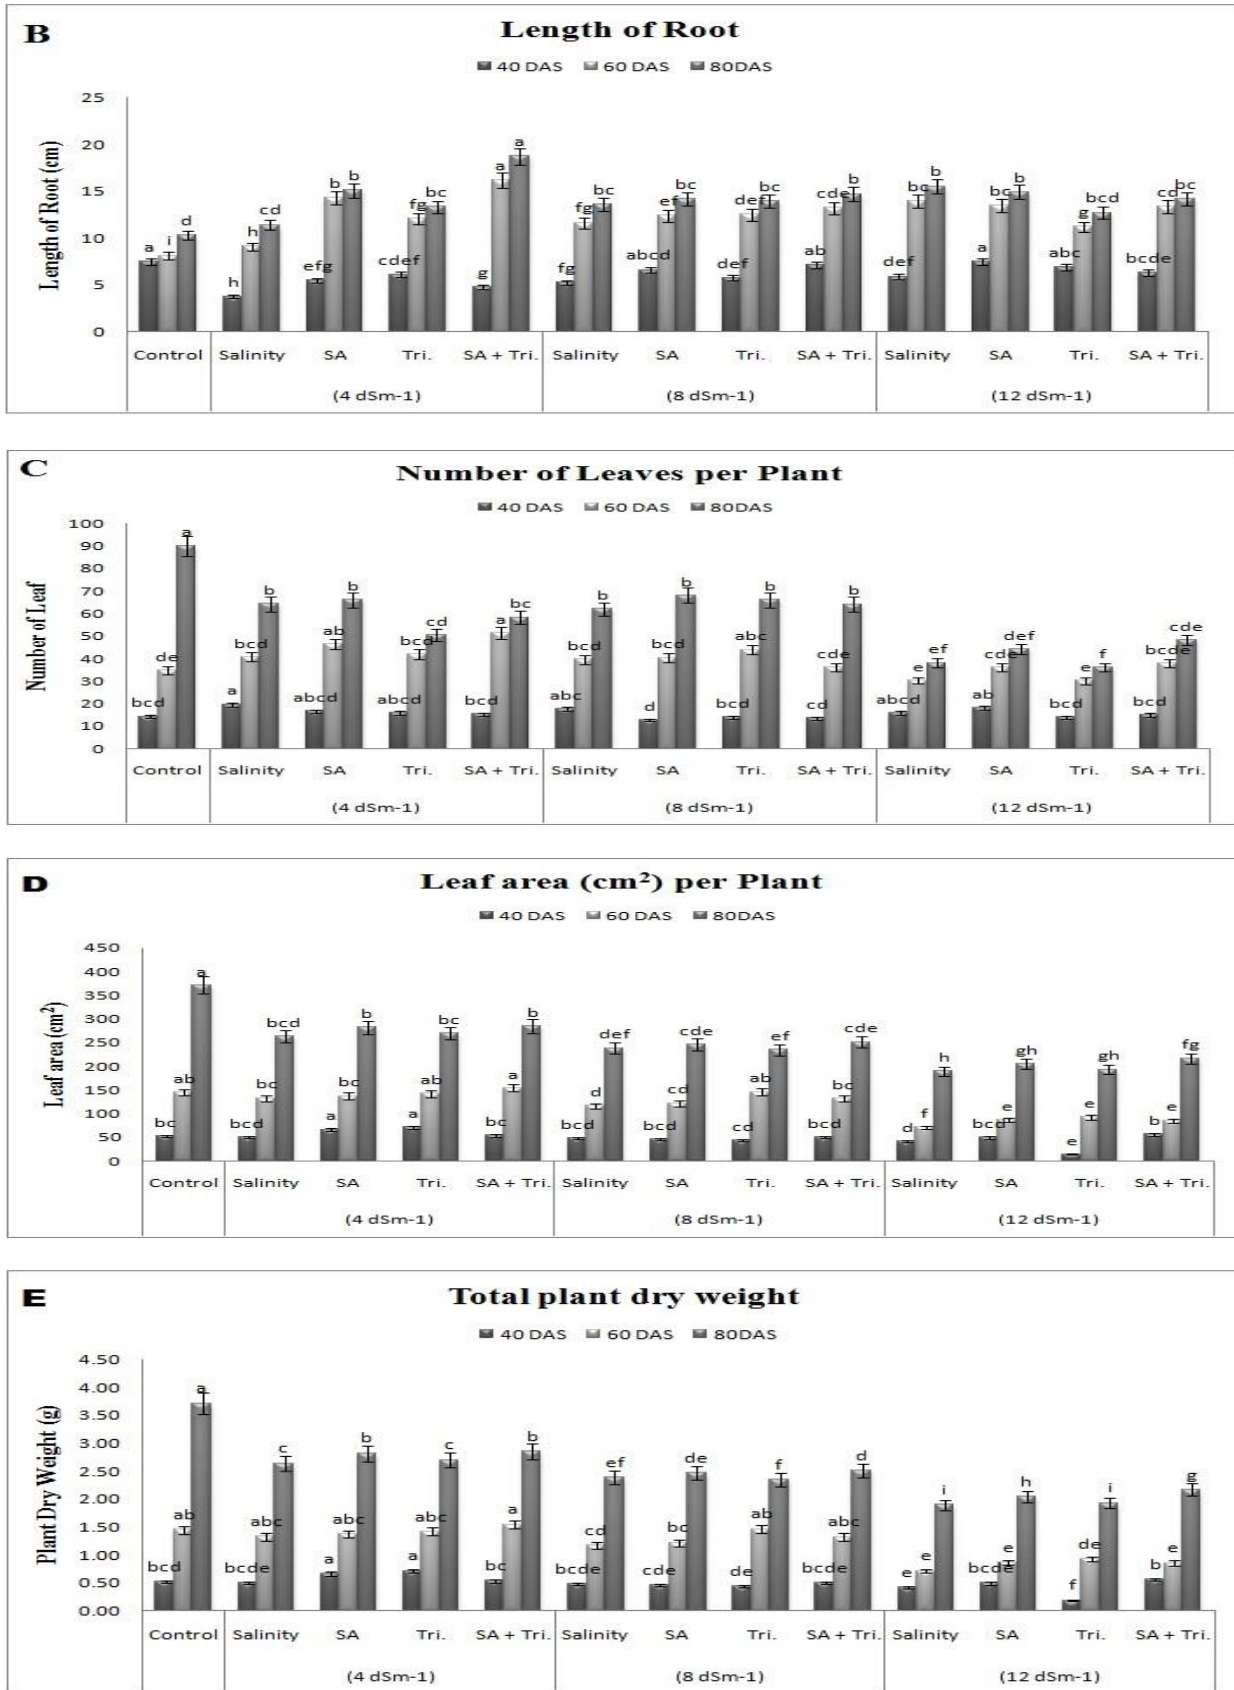 B
Length of Root
40 DAS 60 DAS 80DAS
Length of Root (cm)
25
20
15
10
5
0
a i d h h cd efg b b cdef fg bc g a a fg fg bc abcd ef bc def def bc ab cde b def bc b a bc b abc g bcd bcde cd bc
Control Salinity SA Tri. SA + Tri. Salinity SA Tri. SA + Tri. Salinity SA Tri. SA + Tri.
(4 dSm-1) (8 dSm-1) (12 dSm-1)
C
Number of Leaves per Plant
40 DAS 60 DAS 80DAS
Number of Leaf
100
90
80
70
60
50
40
30
20
10
0
bcd de a a bcd b abcd ab b abcd bcd cd bcd a bc abc bcd b d bcd b bcd abc b cd cde b abcd e ef ab cde def bcd e f bcd bcde cde
Control Salinity SA Tri. SA + Tri. Salinity SA Tri. SA + Tri. Salinity SA Tri. SA + Tri.
(4 dSm-1) (8 dSm-1) (12 dSm-1)
D
Leaf area (cm²) per Plant
40 DAS 60 DAS 80DAS
Leaf area (cm²)
450
400
350
300
250
200
150
100
50
0
bc ab a bcd bc bcd a bc b a ab bc bc a b bcd d def bcd cd cde cd ab ef bcd bc cde d f h bcd e gh e e gh b e fg
Control Salinity SA Tri. SA + Tri. Salinity SA Tri. SA + Tri. Salinity SA Tri. SA + Tri.
(4 dSm-1) (8 dSm-1) (12 dSm-1)
E
Total plant dry weight
40 DAS 60 DAS 80DAS
Plant Dry Weight (g)
4.50
4.00
3.50
3.00
2.50
2.00
1.50
1.00
0.50
0.00
bcd ab a bcde abc c a abc b a abc c bc a b bcde cd ef cde bc de de ab f bcde abc d e e i bcde e h f de i b e g
Control Salinity SA Tri. SA + Tri. Salinity SA Tri. SA + Tri. Salinity SA Tri. SA + Tri.
(4 dSm-1) (8 dSm-1) (12 dSm-1)